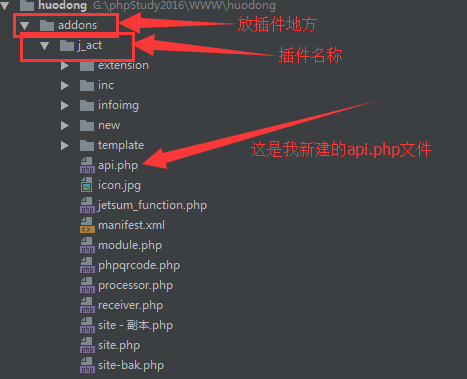 huodong G:\phpStudy2016\WWW\huodong
addons 放插件地方
j_act 插件名称
extension
inc
infoimg
new
template 这是我新建的api.php文件
api.php
icon.jpg
jetsum_function.php
manifest.xml
module.php
phpqrcode.php
processor.php
receiver.php
site - 副本.php
site.php
site-bak.php